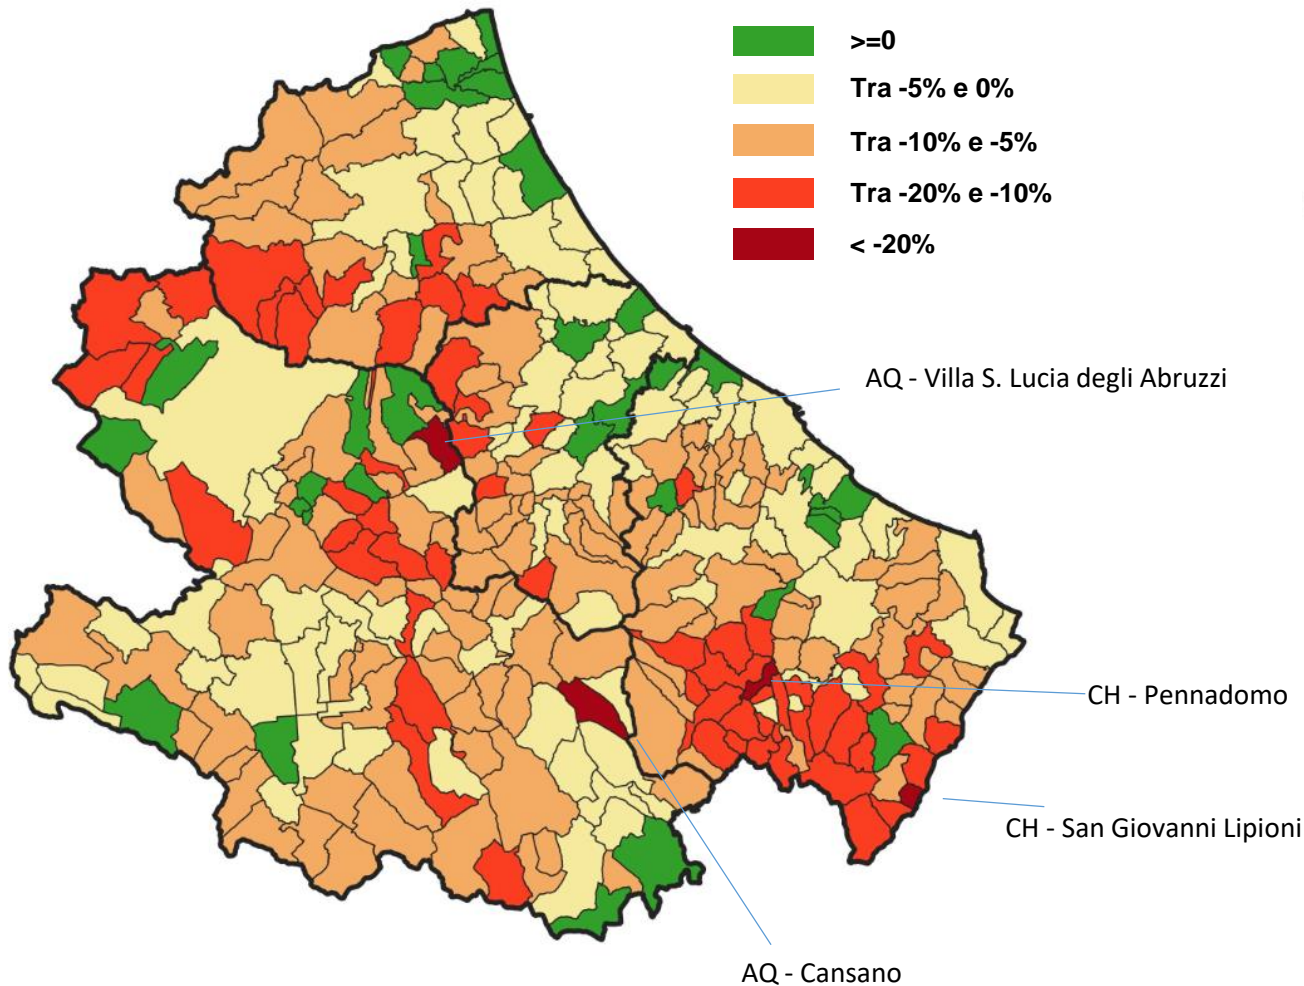 >=0
Tra -5% e 0%
Tra -10% e -5%
Tra -20% e -10%
< -20%
AQ - Villa S. Lucia degli Abruzzi
CH - Pennadomo
CH - San Giovanni Lipioni
AQ - Cansano